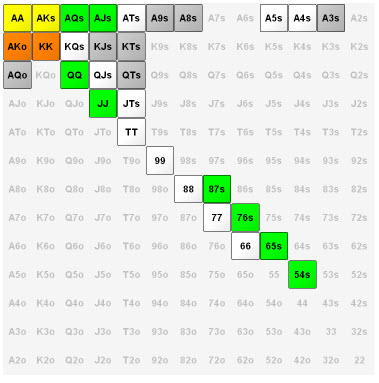 AA AKs AQs AJs ATs A9s A8s A7s A6s A5s A4s A3s A2s
AKo KK KQs KJs KTs K9s K8s K7s K6s K5s K4s K3s K2s
AQo KQo QQ QJs QTs Q9s Q8s Q7s Q6s Q5s Q4s Q3s Q2s
AJo KJo QJo JJ JTs J9s J8s J7s J6s J5s J4s J3s J2s
ATo KTo QTo JTo TT T9s T8s T7s T6s T5s T4s T3s T2s
A9o K9o Q9o J9o T9o 99 98s 97s 96s 95s 94s 93s 92s
A8o K8o Q8o J8o T8o 98o 88 87s 86s 85s 84s 83s 82s
A7o K7o Q7o J7o T7o 97o 87o 77 76s 75s 74s 73s 72s
A6o K6o Q6o J6o T6o 96o 86o 76o 66 65s 64s 63s 62s
A5o K5o Q5o J5o T5o 95o 85o 75o 65o 55 54s 53s 52s
A4o K4o Q4o J4o T4o 94o 84o 74o 64o 54o 44 43s 42s
A3o K3o Q3o J3o T3o 93o 83o 73o 63o 53o 43o 33 32s
A2o K2o Q2o J2o T2o 92o 82o 72o 62o 52o 42o 32o 22